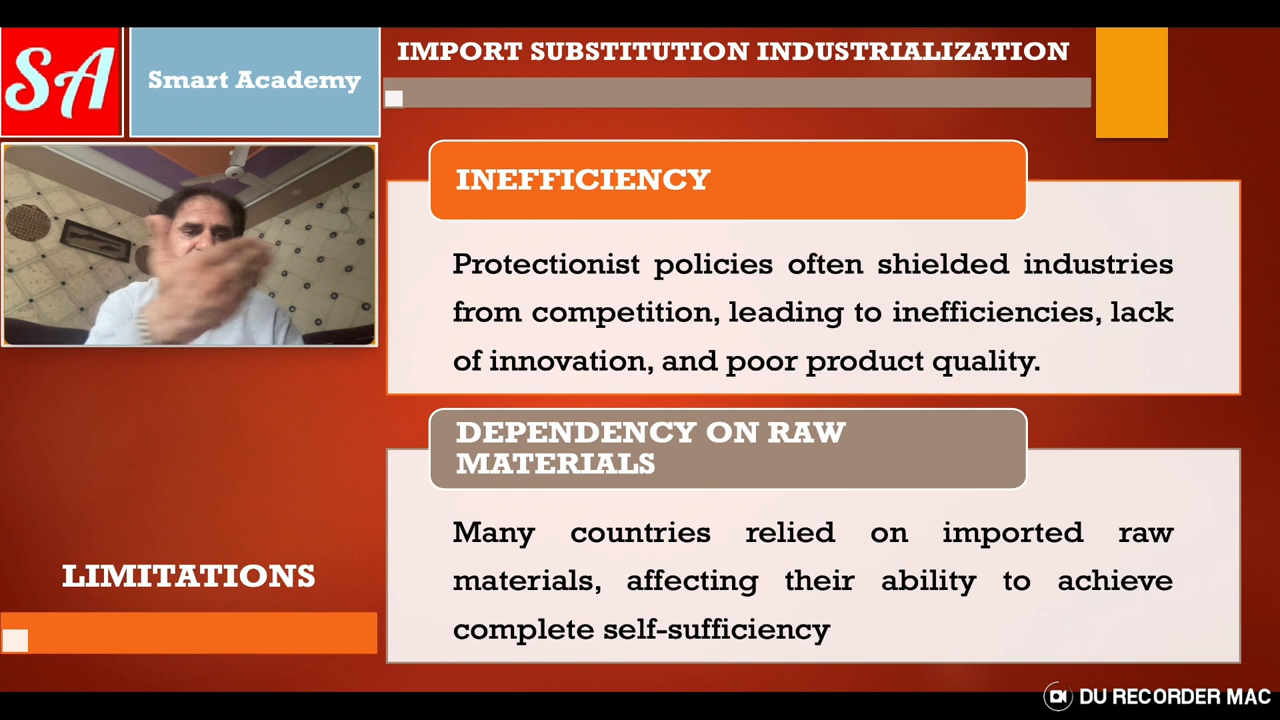 SA
Smart Academy
IMPORT SUBSTITUTION INDUSTRIALIZATION
INEFFICIENCY
Protectionist policies often shielded industries
from competition, leading to inefficiencies, lack
of innovation, and poor product quality.
DEPENDENCY ON RAW
MATERIALS
Many countries relied on imported raw
materials, affecting their ability to achieve
complete self-sufficiency
LIMITATIONS
DU RECORDER MAC